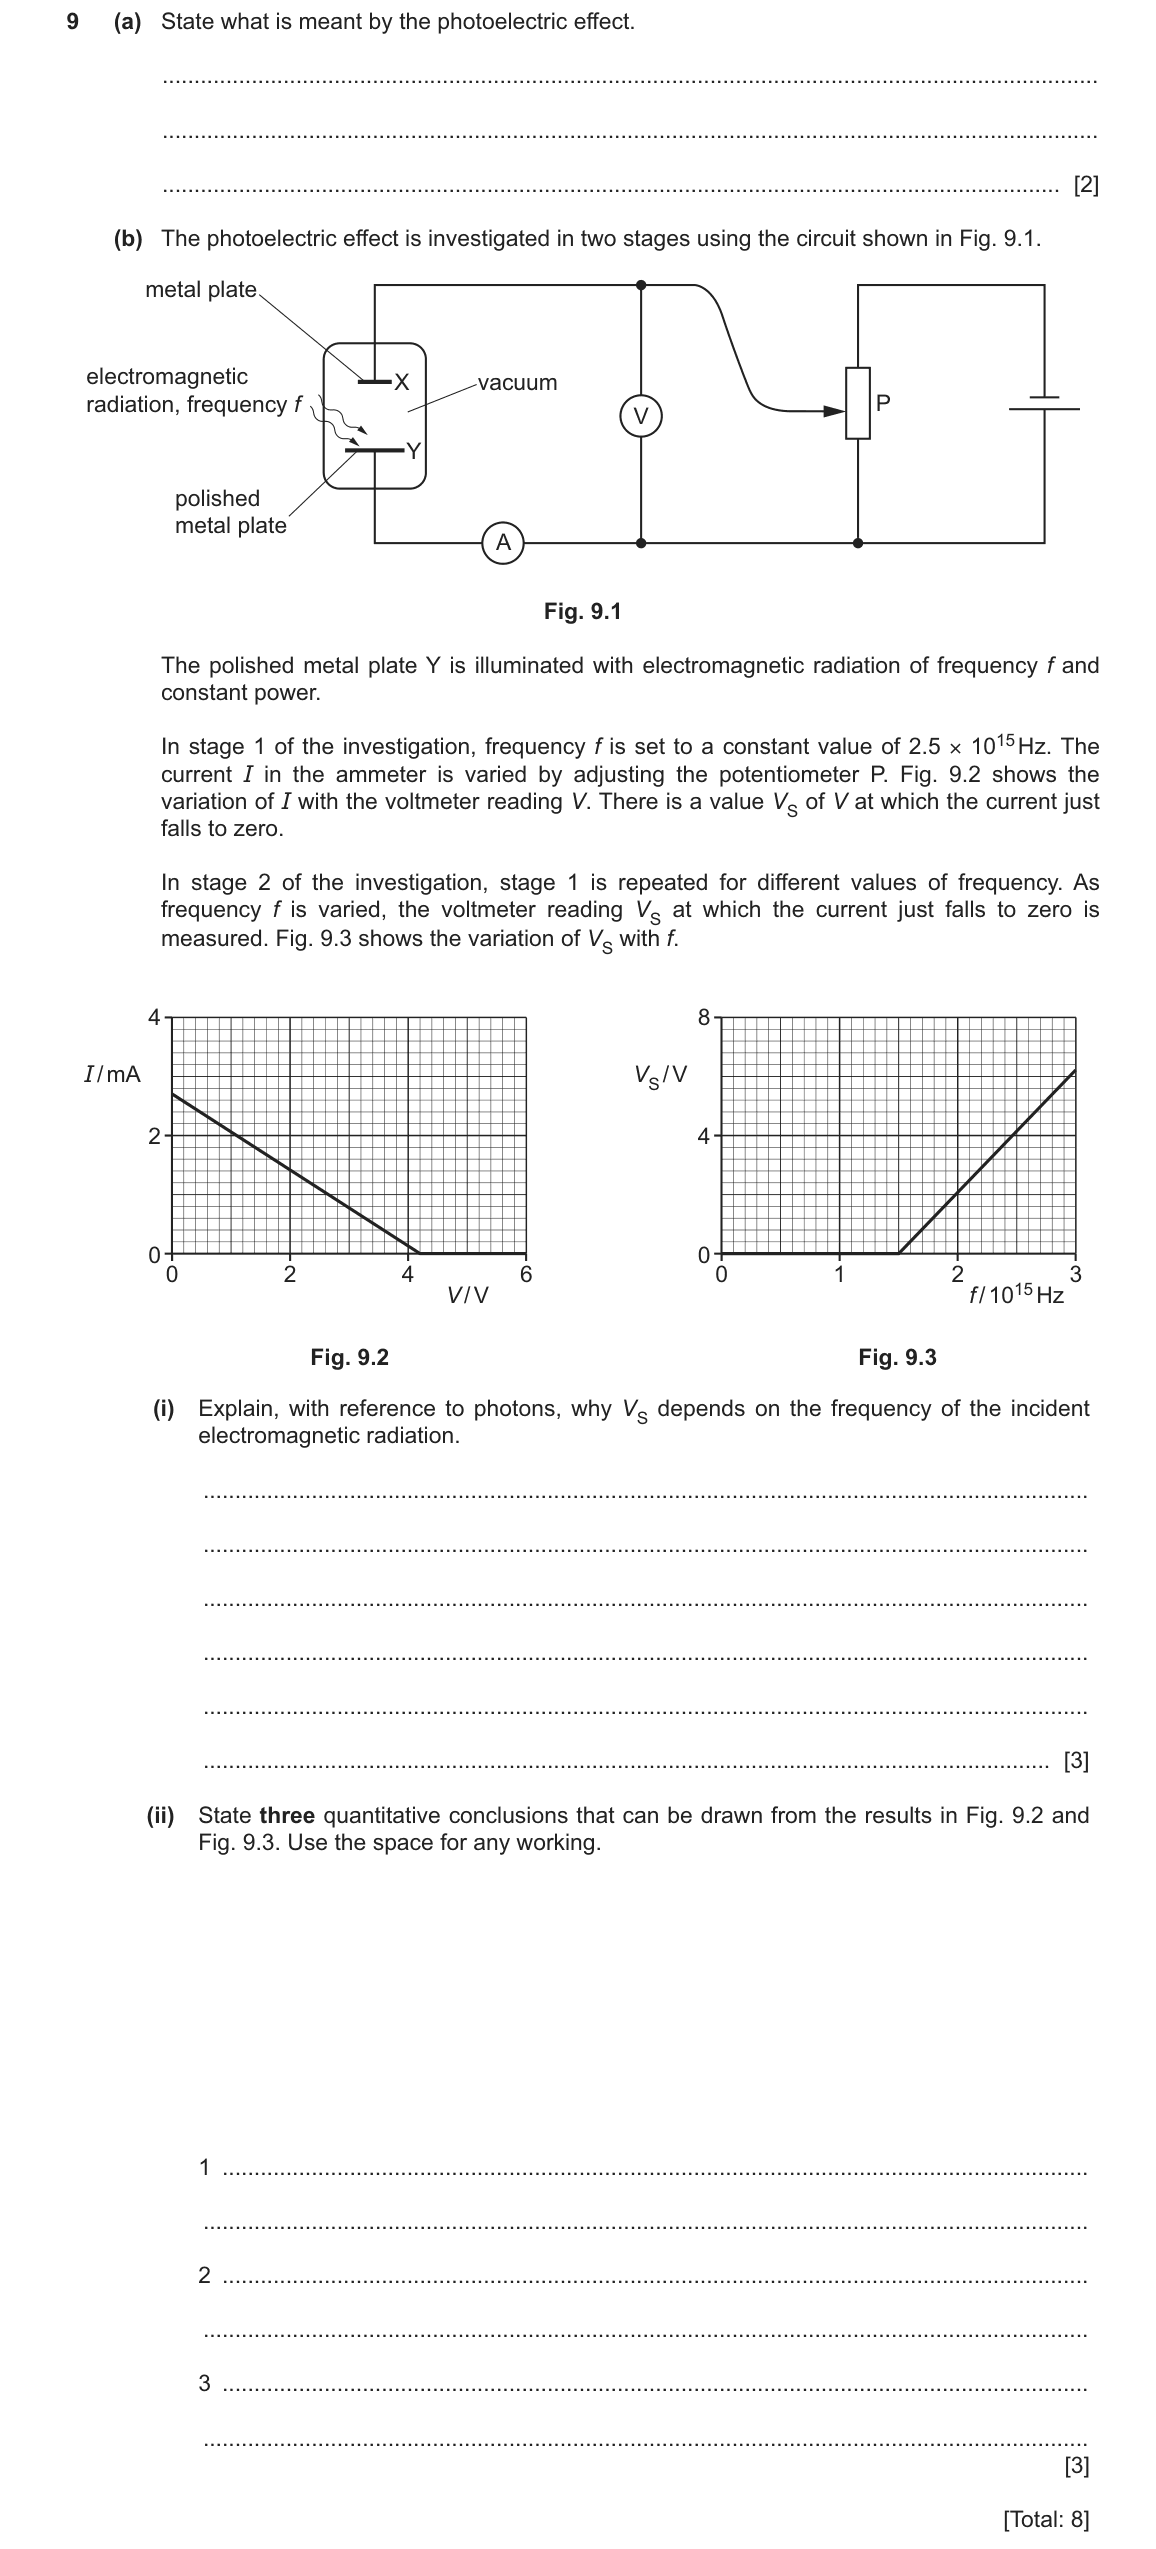 9 (a) State what is meant by the photoelectric effect.
[2]
(b) The photoelectric effect is investigated in two stages using the circuit shown in Fig. 9.1.
metal plate
electromagnetic
radiation, frequency f
X
vacuum
Y
polished
metal plate
V
P
A
Fig. 9.1
The polished metal plate Y is illuminated with electromagnetic radiation of frequency f and
constant power.
In stage 1 of the investigation, frequency f is set to a constant value of 2.5 × 10¹⁵ Hz. The
current I in the ammeter is varied by adjusting the potentiometer P. Fig. 9.2 shows the
variation of I with the voltmeter reading V. There is a value V_S of V at which the current just
falls to zero.
In stage 2 of the investigation, stage 1 is repeated for different values of frequency. As
frequency f is varied, the voltmeter reading V_S at which the current just falls to zero is
measured. Fig. 9.3 shows the variation of V_S with f.
4
I/mA
2
0
0 2 4 6
V/V
Fig. 9.2
8
V_S/V
4
0
0 1 2 3
f/10¹⁵ Hz
Fig. 9.3
(i) Explain, with reference to photons, why V_S depends on the frequency of the incident
electromagnetic radiation.
[3]
(ii) State three quantitative conclusions that can be drawn from the results in Fig. 9.2 and
Fig. 9.3. Use the space for any working.
1
2
3
[3]
[Total: 8]